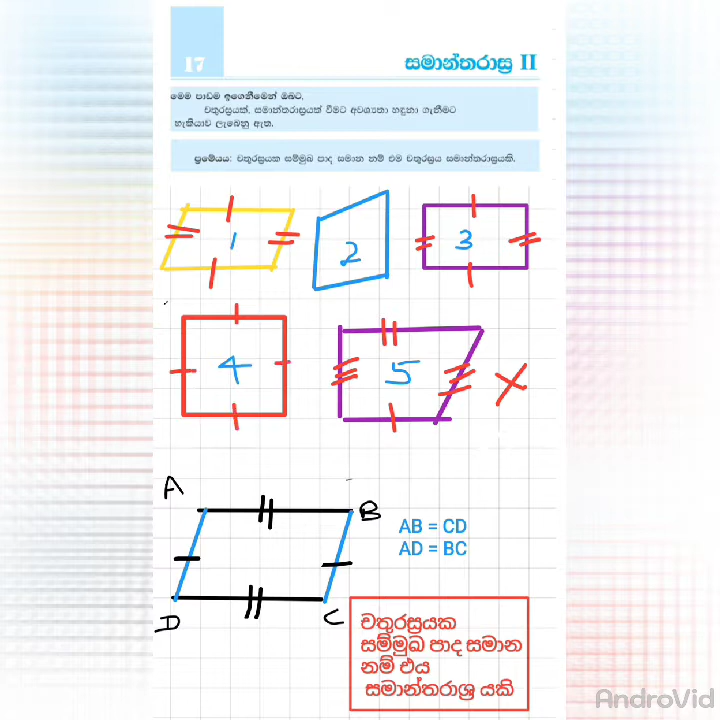 17
සමාන්තරාස්‍ර II
මෙම පාඩම ඉගෙනීමෙන් ඔබට,
චතුරස්‍රයක්, සමාන්තරාස්‍රයක් වීමට අවශ්‍යතා හඳුනා ගැනීමට
හැකියාව ලැබෙනු ඇත.
ප්‍රමේයය: චතුරස්‍රයක සම්මුඛ පාද සමාන නම් එම චතුරස්‍රය සමාන්තරාස්‍රයකි.
1
2
3
4
5
A
B
AB = CD
AD = BC
D
C
චතුරස්‍රයක
සම්මුඛ පාද සමාන
නම් එය
සමාන්තරාශ්‍ර යකි
AndroVid